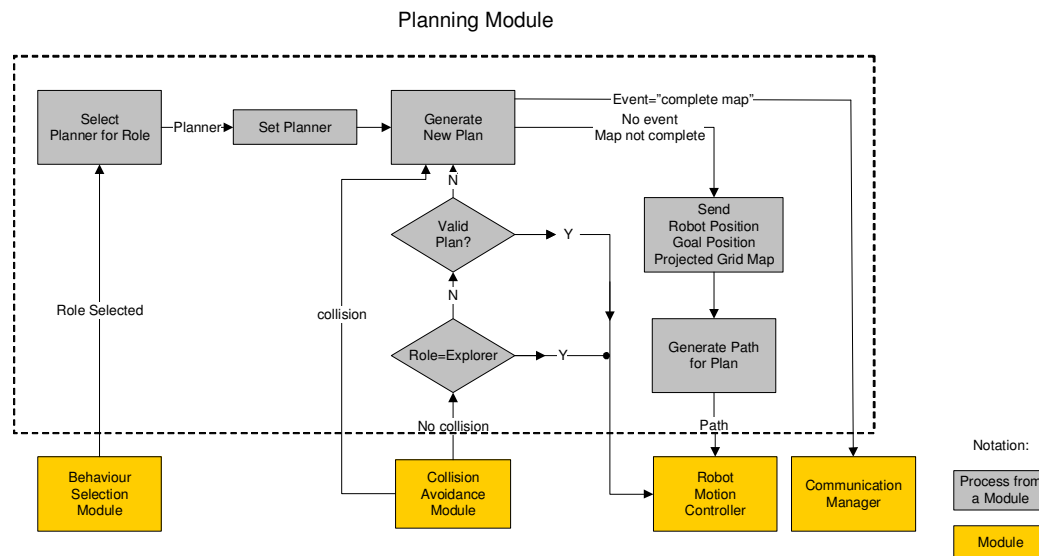 Planning Module
Select
Planner for Role
Planner
Set Planner
Generate
New Plan
Event="complete map"
No event
Map not complete
N
Valid
Plan?
Y
Send
Robot Position
Goal Position
Projected Grid Map
Role Selected
collision
N
Role=Explorer
Y
Generate Path
for Plan
No collision
Path
Behaviour
Selection
Module
Collision
Avoidance
Module
Robot
Motion
Controller
Communication
Manager
Notation:
Process from
a Module
Module